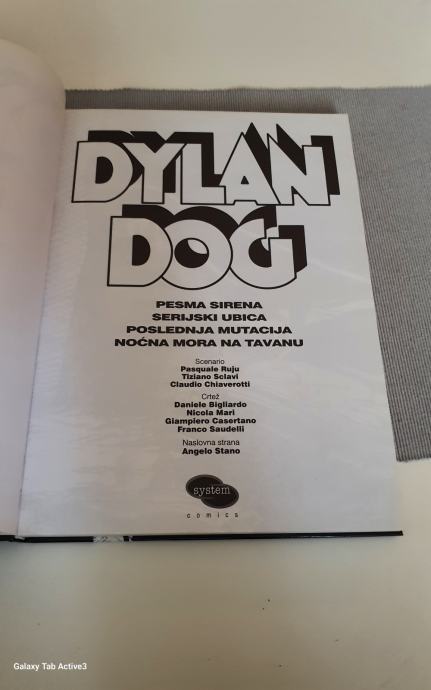 DYLAN
DOG
PESMA SIRENA
SERIJSKI UBICA
POSLEDNJA MUTACIJA
NOĆNA MORA NA TAVANU
Scenario
Pasquale Ruju
Tiziano Sclavi
Claudio Chiaverotti
Crtež
Daniele Bigliardo
Nicola Mari
Giampiero Casertano
Franco Saudelli
Naslovna strana
Angelo Stano
system
comics
Galaxy Tab Active3